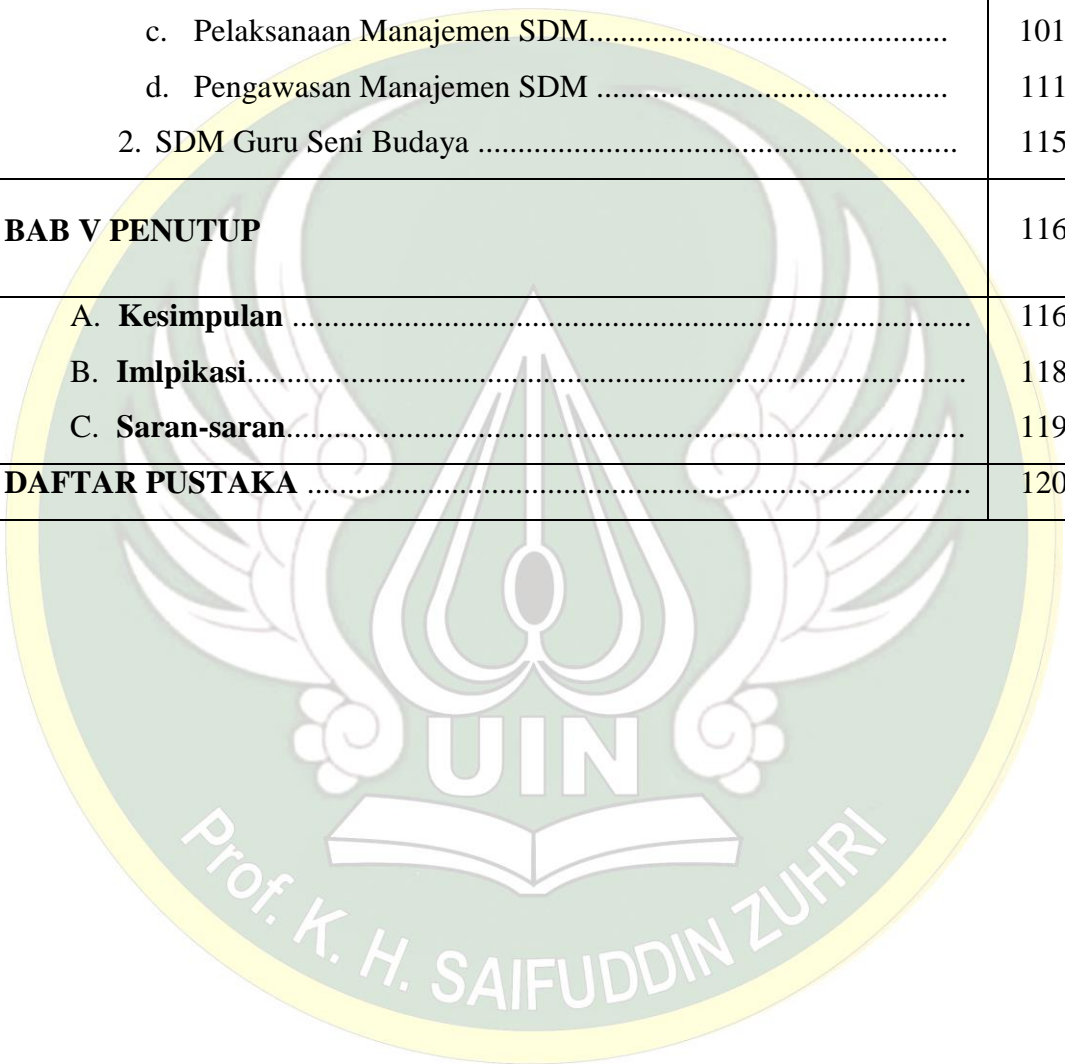 c. Pelaksanaan Manajemen SDM............................................. 101
d. Pengawasan Manajemen SDM ............................................ 111
2. SDM Guru Seni Budaya ............................................................ 115
BAB V PENUTUP 116
A. Kesimpulan ..................................................................................... 116
B. Imlpikasi.......................................................................................... 118
C. Saran-saran..................................................................................... 119
DAFTAR PUSTAKA ................................................................................... 120
UIN
Prof. K. H. SAIFUDDIN ZUHRI